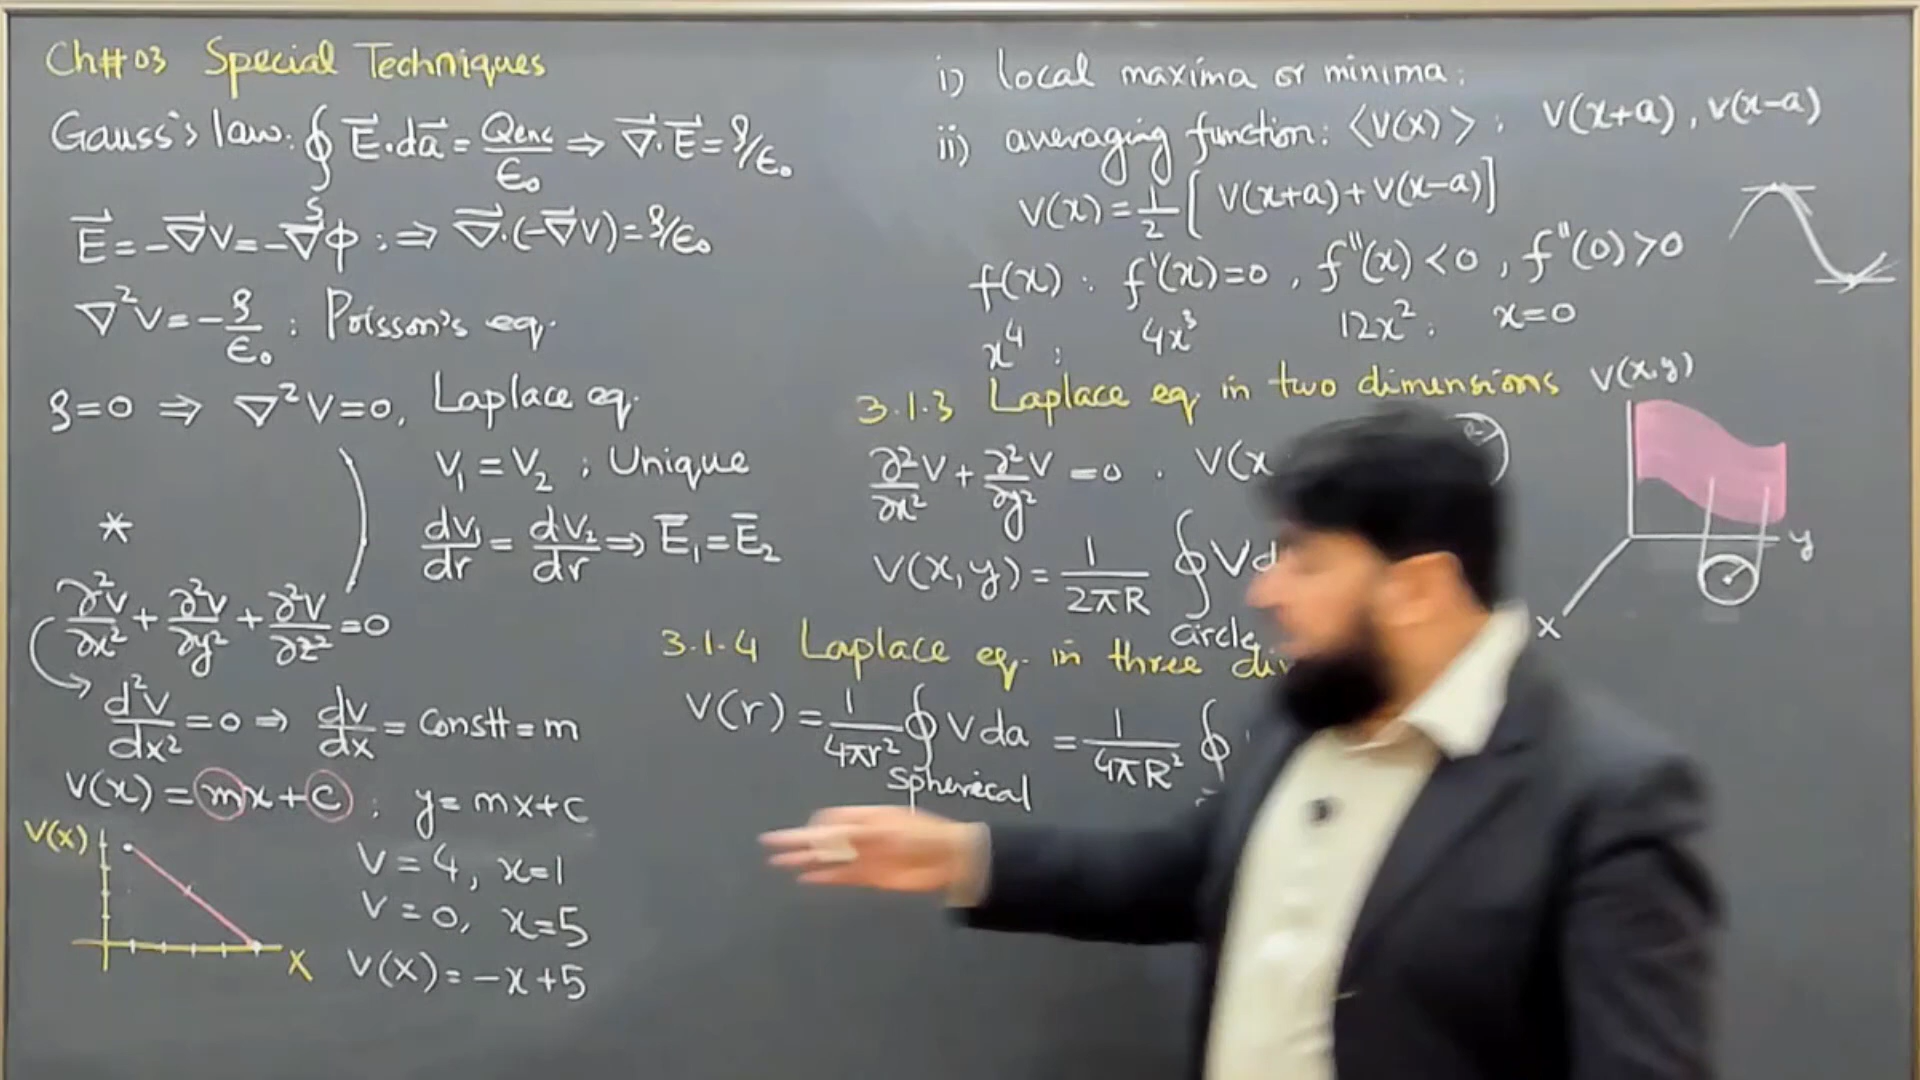 Ch#03 Special Techniques
Gauss's law: ∮ₛ E⃗·da⃗ = Qenc/ϵ₀ ⇒ ∇⃗·E⃗ = ρ/ϵ₀
E⃗ = -∇⃗V = -∇⃗ϕ ; ⇒ ∇⃗·(-∇⃗V) = ρ/ϵ₀
∇²V = -ρ/ϵ₀ : Poisson's eq.
ρ=0 ⇒ ∇²V=0, Laplace eq.
V₁ = V₂ ; Unique
*
dV₁/dr = dV₂/dr ⇒ E̅₁ = E̅₂
∂²V/∂x² + ∂²V/∂y² + ∂²V/∂z² = 0
d²V/dx² = 0 ⇒ dV/dx = Constt = m
V(x) = mx+c ; y = mx+c
V(x)
X
V = 4, x=1
V = 0, x=5
V(x) = -x+5
i) local maxima or minima:
ii) averaging function: <V(x)> : V(x+a), V(x-a)
V(x) = 1/2 [V(x+a) + V(x-a)]
f(x) : f'(x)=0, f''(x)<0, f''(0)>0
x⁴ : 4x³ 12x² : x=0
3.1.3 Laplace eq. in two dimensions
∂²V/∂x² + ∂²V/∂y² = 0 . V(x
V(x,y) = 1/2πR ∮ V d
circle
V(x,y)
y
X
3.1.4 Laplace eq. in three
V(r) = 1/4πr² ∮ V da = 1/4πR² ∮
spherical